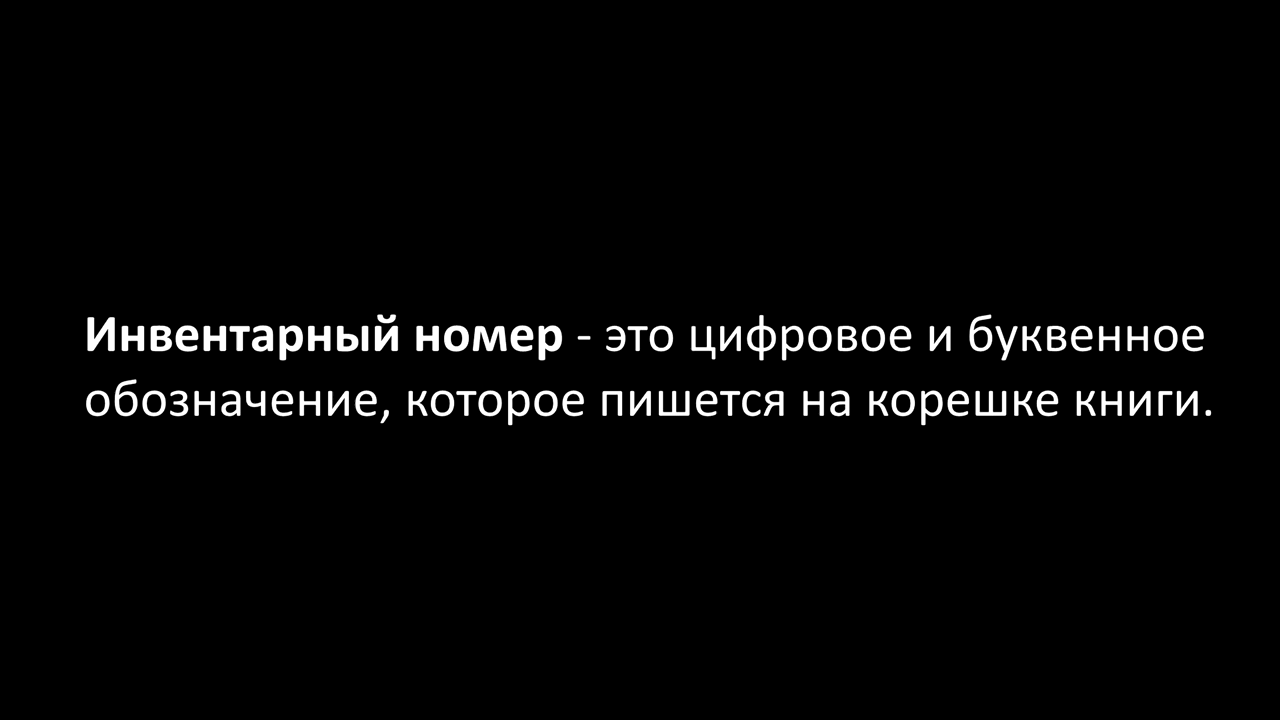 Инвентарный номер - это цифровое и буквенное
обозначение, которое пишется на корешке книги.